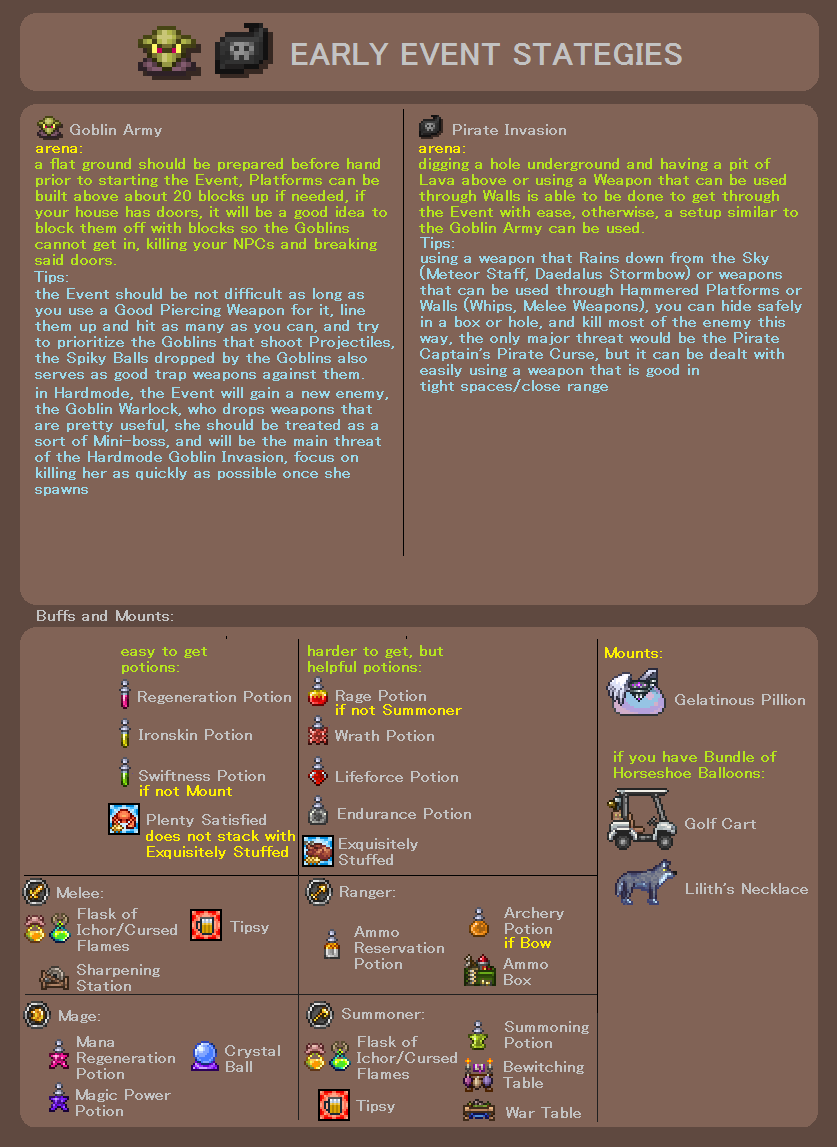 EARLY EVENT STATEGIES
Goblin Army
arena:
a flat ground should be prepared before hand
prior to starting the Event, Platforms can be
built above about 20 blocks up if needed, if
your house has doors, it will be a good idea to
block them off with blocks so the Goblins
cannot get in, killing your NPCs and breaking
said doors.
Tips:
the Event should be not difficult as long as
you use a Good Piercing Weapon for it, line
them up and hit as many as you can, and try
to prioritize the Goblins that shoot Projectiles,
the Spiky Balls dropped by the Goblins also
serves as good trap weapons against them.
in Hardmode, the Event will gain a new enemy,
the Goblin Warlock, who drops weapons that
are pretty useful, she should be treated as a
sort of Mini-boss, and will be the main threat
of the Hardmode Goblin Invasion, focus on
killing her as quickly as possible once she
spawns
Pirate Invasion
arena:
digging a hole underground and having a pit of
Lava above or using a Weapon that can be used
through Walls is able to be done to get through
the Event with ease, otherwise, a setup similar to
the Goblin Army can be used.
Tips:
using a weapon that Rains down from the Sky
(Meteor Staff, Daedalus Stormbow) or weapons
that can be used through Hammered Platforms or
Walls (Whips, Melee Weapons), you can hide safely
in a box or hole, and kill most of the enemy this
way, the only major threat would be the Pirate
Captain's Pirate Curse, but it can be dealt with
easily using a weapon that is good in
tight spaces/close range
Buffs and Mounts:
easy to get
potions:
Regeneration Potion
Ironskin Potion
Swiftness Potion
if not Mount
Plenty Satisfied
does not stack with
Exquisitely Stuffed
harder to get, but
helpful potions:
Rage Potion
if not Summoner
Wrath Potion
Lifeforce Potion
Endurance Potion
Exquisitely
Stuffed
Mounts:
Gelatinous Pillion
if you have Bundle of
Horseshoe Balloons:
Golf Cart
Lilith's Necklace
Melee:
Flask of
Ichor/Cursed
Flames
Tipsy
Sharpening
Station
Ranger:
Ammo
Reservation
Potion
Archery
Potion
if Bow
Ammo
Box
Mage:
Mana
Regeneration
Potion
Crystal
Ball
Magic Power
Potion
Summoner:
Flask of
Ichor/Cursed
Flames
Tipsy
Summoning
Potion
Bewitching
Table
War Table